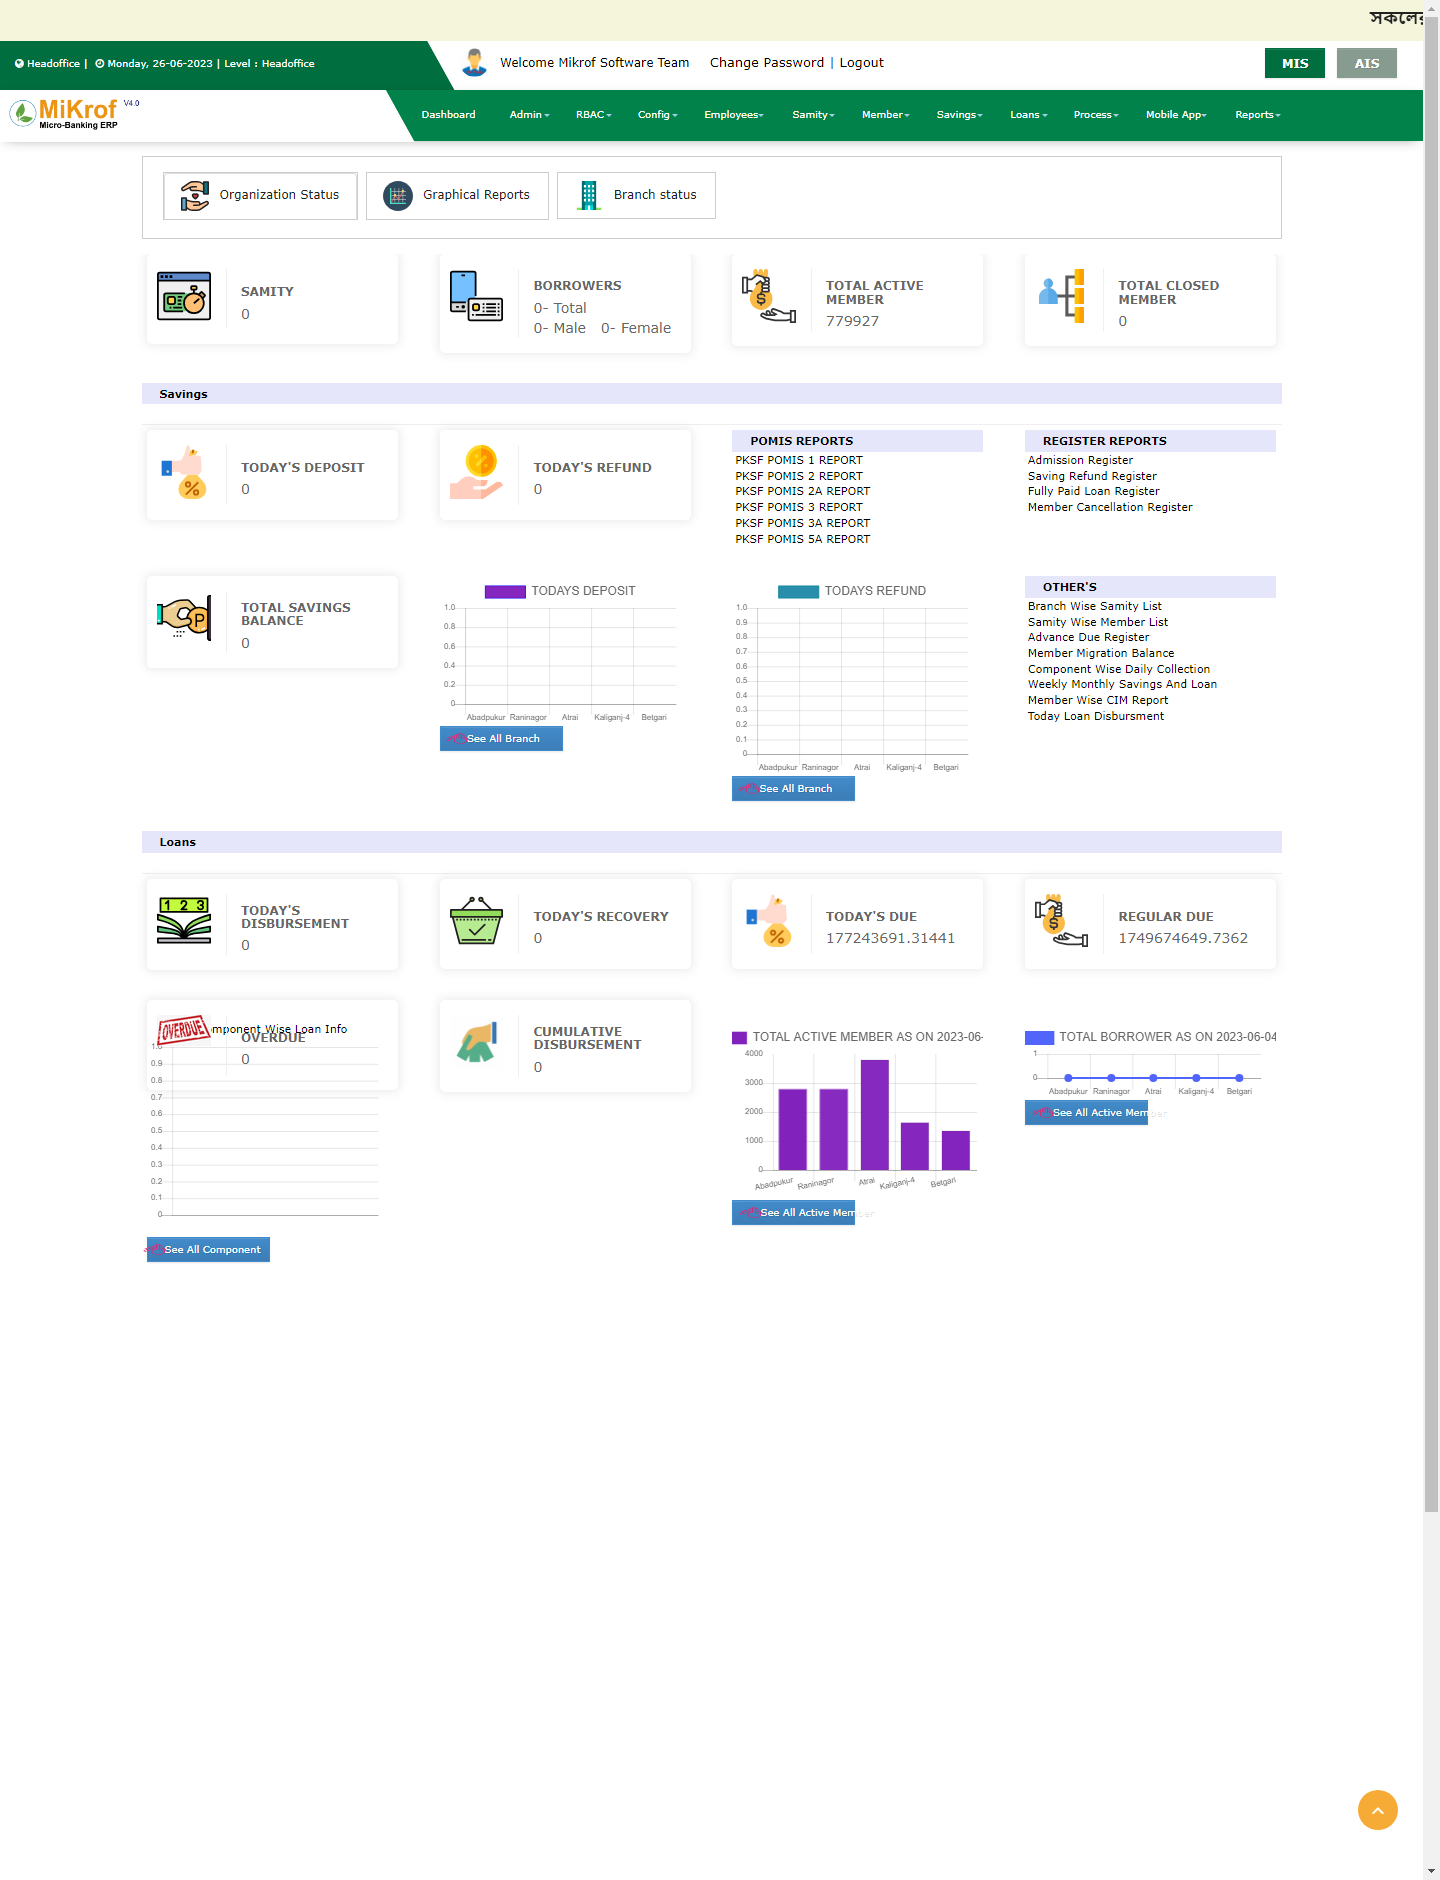 সকলের
Headoffice | Monday, 26-06-2023 | Level : Headoffice
Welcome Mikrof Software Team Change Password | Logout
MIS AIS
MiKrof V4.0
Micro-Banking ERP
Dashboard Admin RBAC Config Employees Samity Member Savings Loans Process Mobile App Reports
Organization Status Graphical Reports Branch status
SAMITY
0
BORROWERS
0- Total
0- Male 0- Female
TOTAL ACTIVE
MEMBER
779927
TOTAL CLOSED
MEMBER
0
Savings
TODAY'S DEPOSIT
0
TODAY'S REFUND
0
POMIS REPORTS
PKSF POMIS 1 REPORT
PKSF POMIS 2 REPORT
PKSF POMIS 2A REPORT
PKSF POMIS 3 REPORT
PKSF POMIS 3A REPORT
PKSF POMIS 5A REPORT
REGISTER REPORTS
Admission Register
Saving Refund Register
Fully Paid Loan Register
Member Cancellation Register
TOTAL SAVINGS
BALANCE
0
TODAYS DEPOSIT
1.0
0.8
0.6
0.4
0.2
0
Abadpukur Raninagor Atrai Kaliganj-4 Betgari
See All Branch
TODAYS REFUND
1.0
0.9
0.8
0.7
0.6
0.5
0.4
0.3
0.2
0.1
0
Abadpukur Raninagor Atrai Kaliganj-4 Betgari
See All Branch
OTHER'S
Branch Wise Samity List
Samity Wise Member List
Advance Due Register
Member Migration Balance
Component Wise Daily Collection
Weekly Monthly Savings And Loan
Member Wise CIM Report
Today Loan Disbursment
Loans
1 2 3
TODAY'S
DISBURSEMENT
0
TODAY'S RECOVERY
0
TODAY'S DUE
177243691.31441
REGULAR DUE
1749674649.7362
OVERDUE
mponent Wise Loan Info
OVERDUE
0
1.0
0.9
0.8
0.7
0.6
0.5
0.4
0.3
0.2
0.1
0
See All Component
CUMULATIVE
DISBURSEMENT
0
TOTAL ACTIVE MEMBER AS ON 2023-06-
4000
3000
2000
1000
0
Abadpukur Raninagor Atrai Kaliganj-4 Betgari
See All Active Member
TOTAL BORROWER AS ON 2023-06-04
1
0
Abadpukur Raninagor Atrai Kaliganj-4 Betgari
See All Active Member